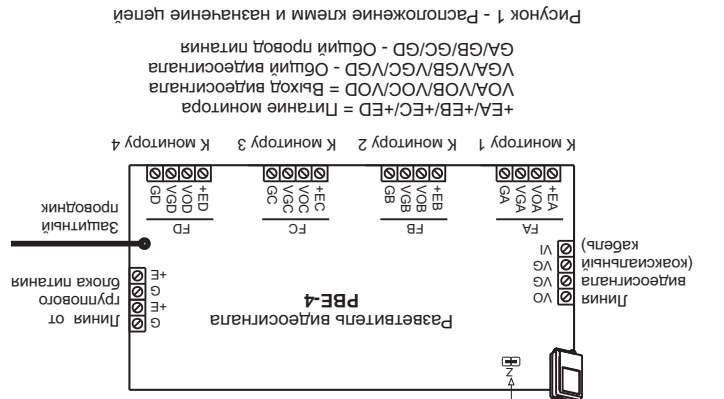 Z
Разветвитель видеосигнала
PBE-4
Линия
видеосигнала
(коаксиальный
кабель)
VO
VG
VG
VI
G
+E
G
+E
Линия от
группового
блока питания
Защитный
проводник
FA
FB
FC
FD
+EA
VOA
VGA
GA
+EB
VOB
VGB
GB
+EC
VOC
VGC
GC
+ED
VOD
VGD
GD
К монитору 1
К монитору 2
К монитору 3
К монитору 4
+EA/+EB/+EC/+ED = Питание монитора
VOA/VOB/VOC/VOD = Выход видеосигнала
VGA/VGB/VGC/VGD - Общий видеосигнала
GA/GB/GC/GD - Общий провод питания
Рисунок 1 - Расположение клемм и назначение цепей